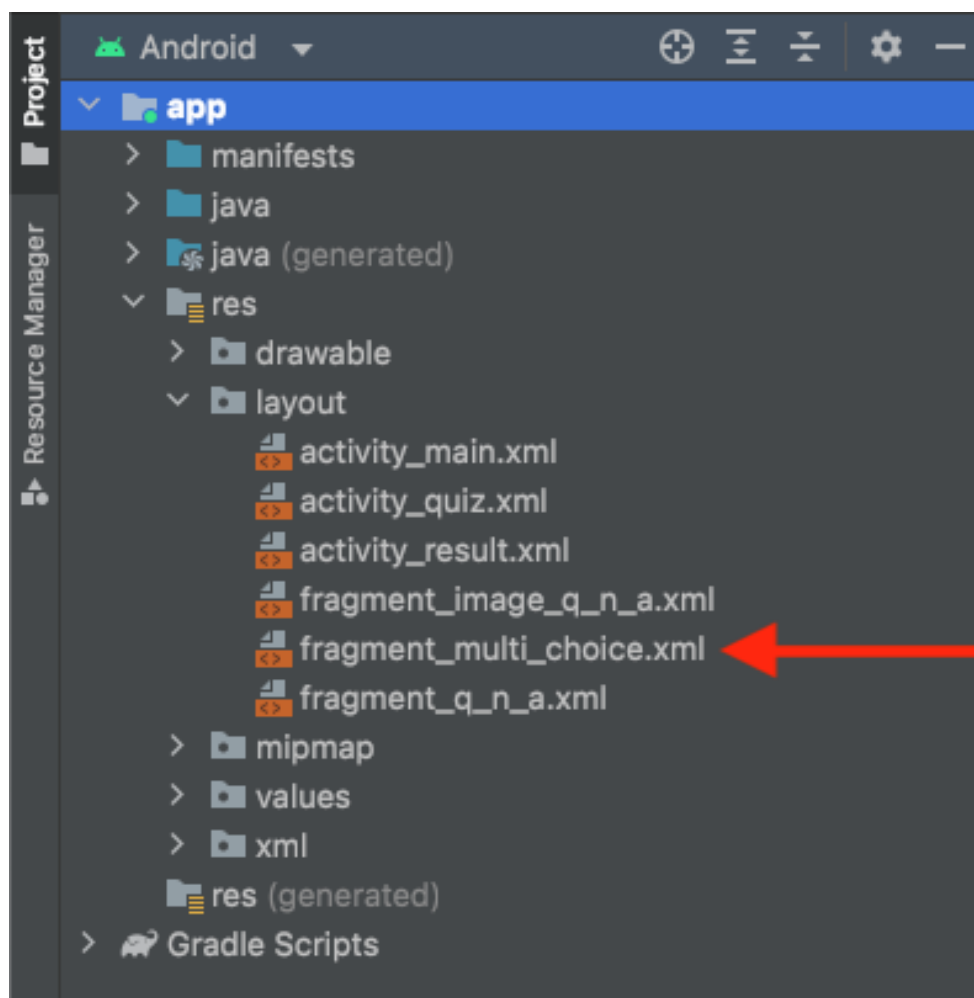 Project
Resource Manager
Android
app
manifests
java
java (generated)
res
drawable
layout
activity_main.xml
activity_quiz.xml
activity_result.xml
fragment_image_q_n_a.xml
fragment_multi_choice.xml
fragment_q_n_a.xml
mipmap
values
xml
res (generated)
Gradle Scripts